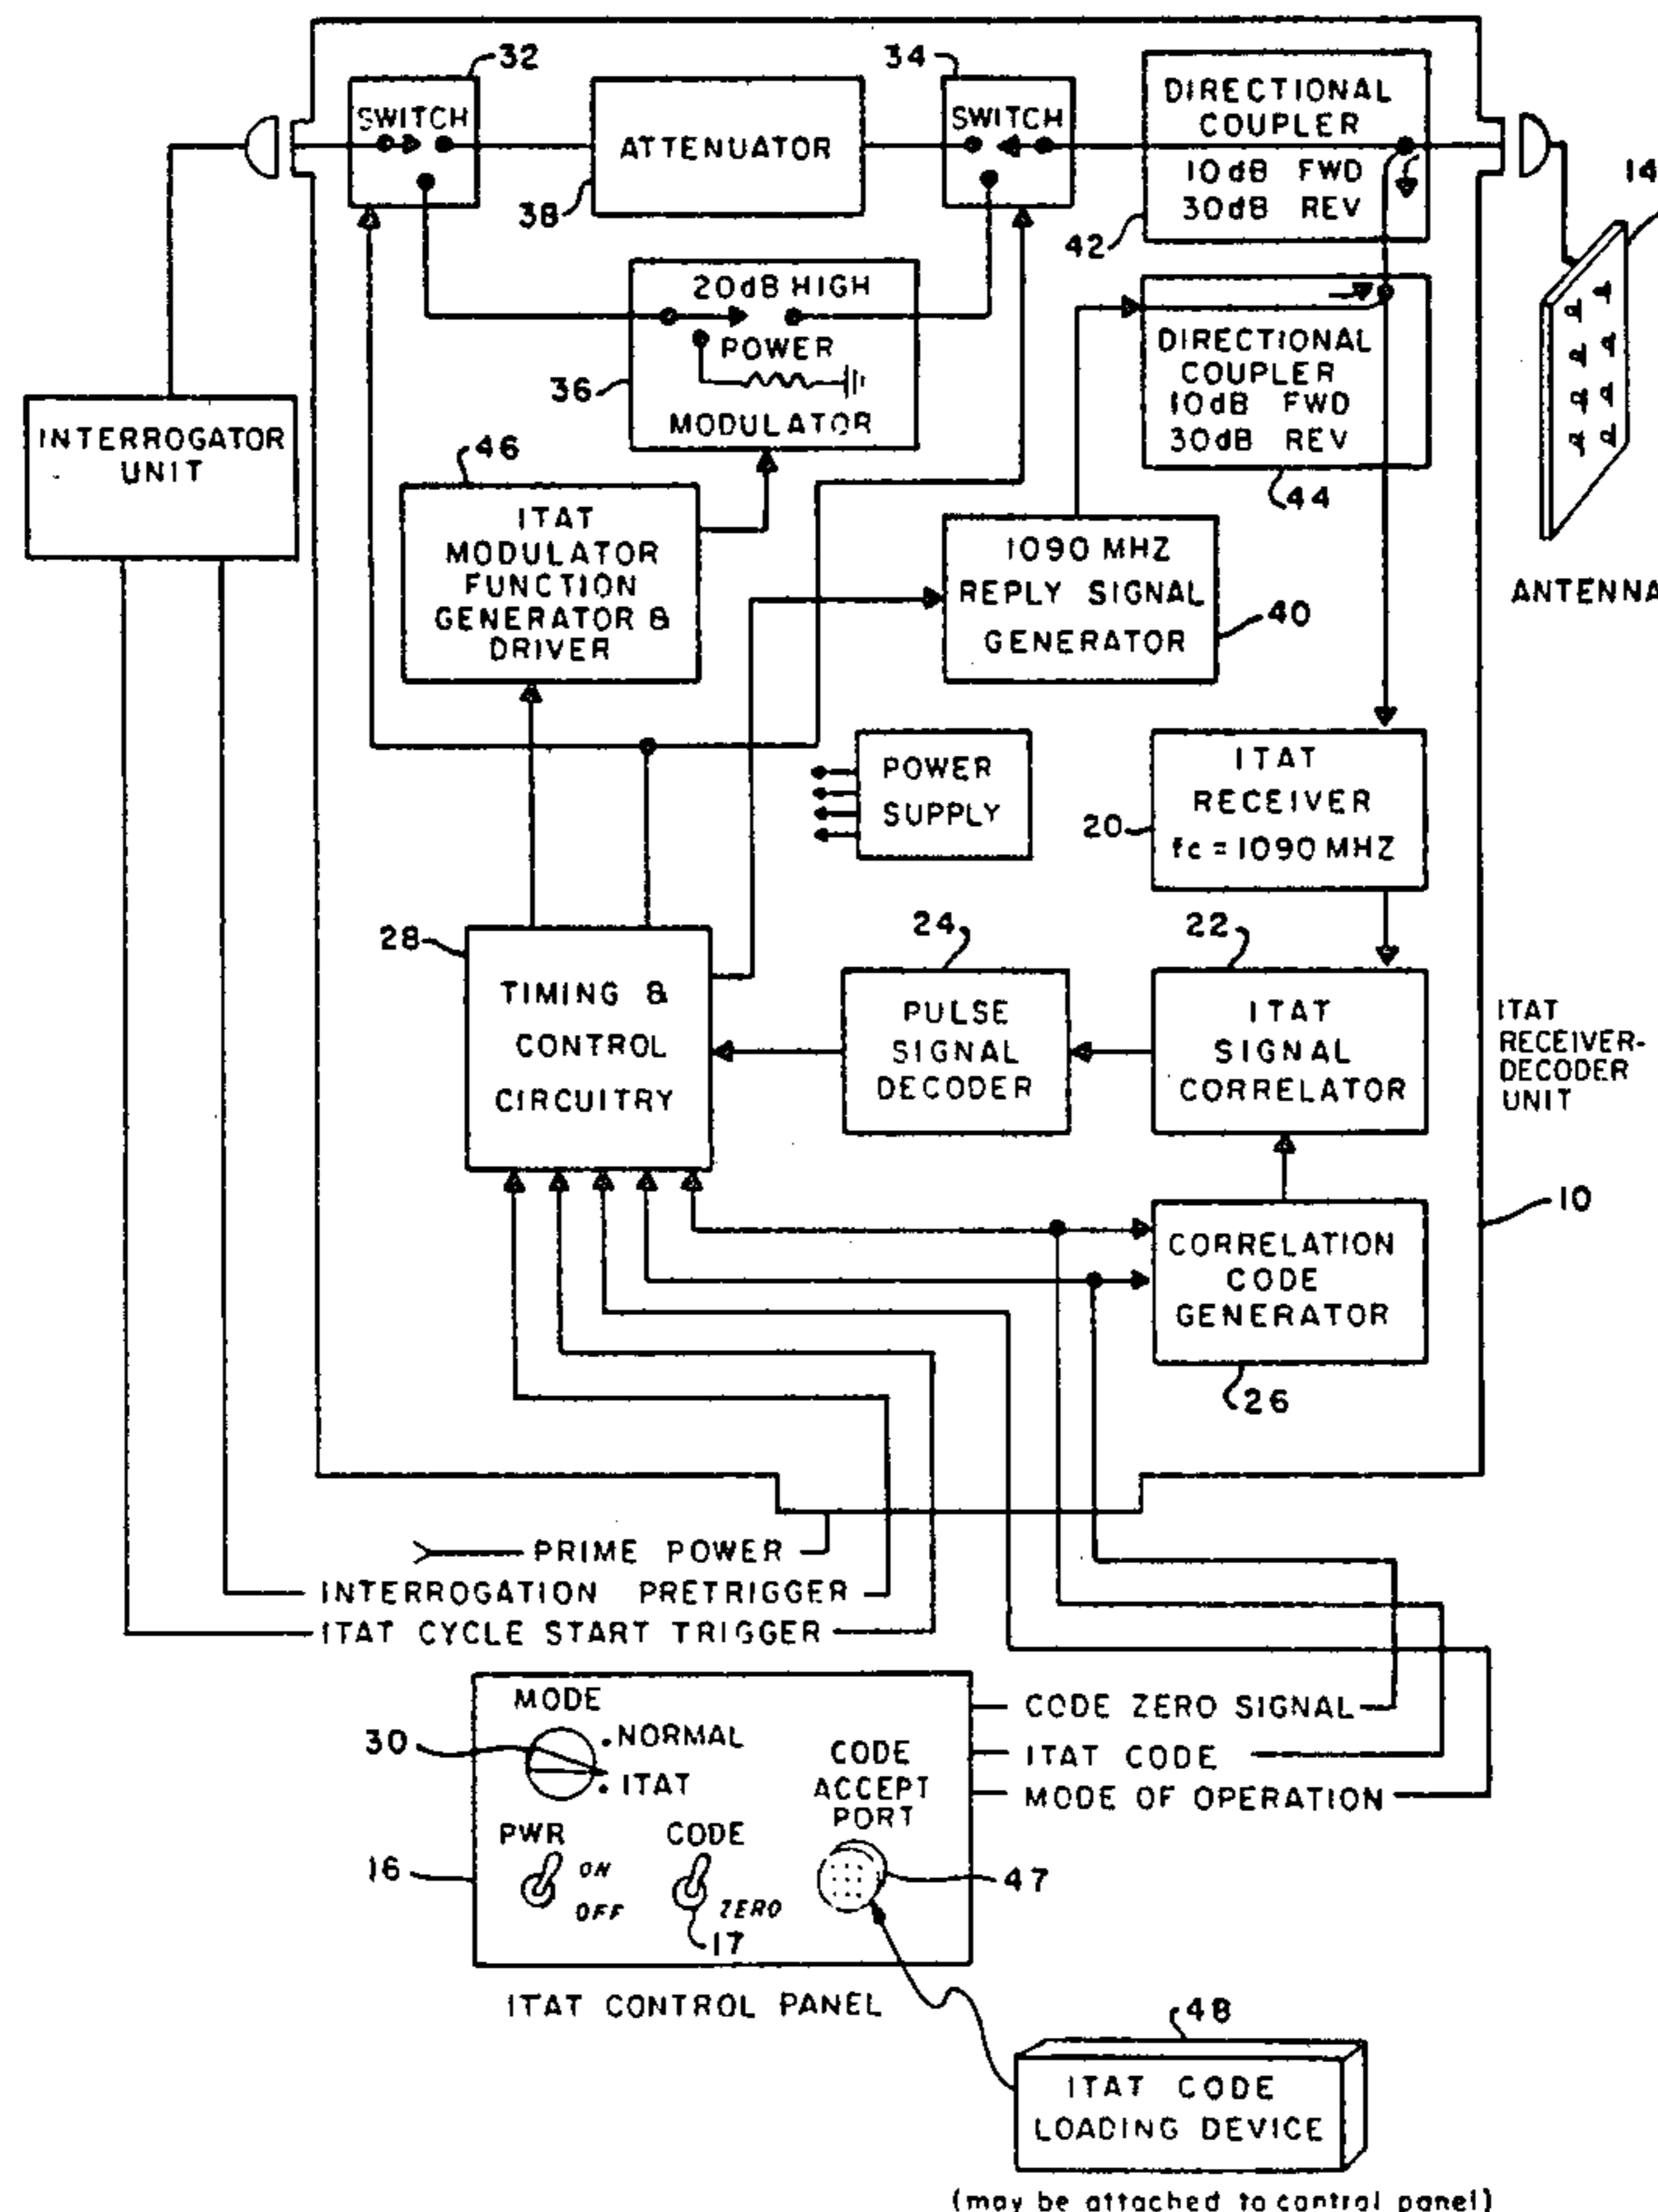 32
SWITCH
ATTENUATOR
38
34
SWITCH
DIRECTIONAL
COUPLER
10dB FWD
30dB REV
42
14
20dB HIGH
POWER
MODULATOR
36
DIRECTIONAL
COUPLER
10dB FWD
30dB REV
44
INTERROGATOR
UNIT
46
ITAT
MODULATOR
FUNCTION
GENERATOR &
DRIVER
1090 MHZ
REPLY SIGNAL
GENERATOR
40
ANTENNA
POWER
SUPPLY
ITAT
RECEIVER
fc = 1090 MHZ
20
28
TIMING &
CONTROL
CIRCUITRY
24
PULSE
SIGNAL
DECODER
22
ITAT
SIGNAL
CORRELATOR
ITAT
RECEIVER-
DECODER
UNIT
10
CORRELATION
CODE
GENERATOR
26
PRIME POWER
INTERROGATION PRETRIGGER
ITAT CYCLE START TRIGGER
MODE
30
NORMAL
ITAT
CODE
ACCEPT
PORT
CODE ZERO SIGNAL
ITAT CODE
MODE OF OPERATION
PWR
ON
OFF
CODE
ZERO
16
17
47
ITAT CONTROL PANEL
48
ITAT CODE
LOADING DEVICE
(may be attached to control panel)